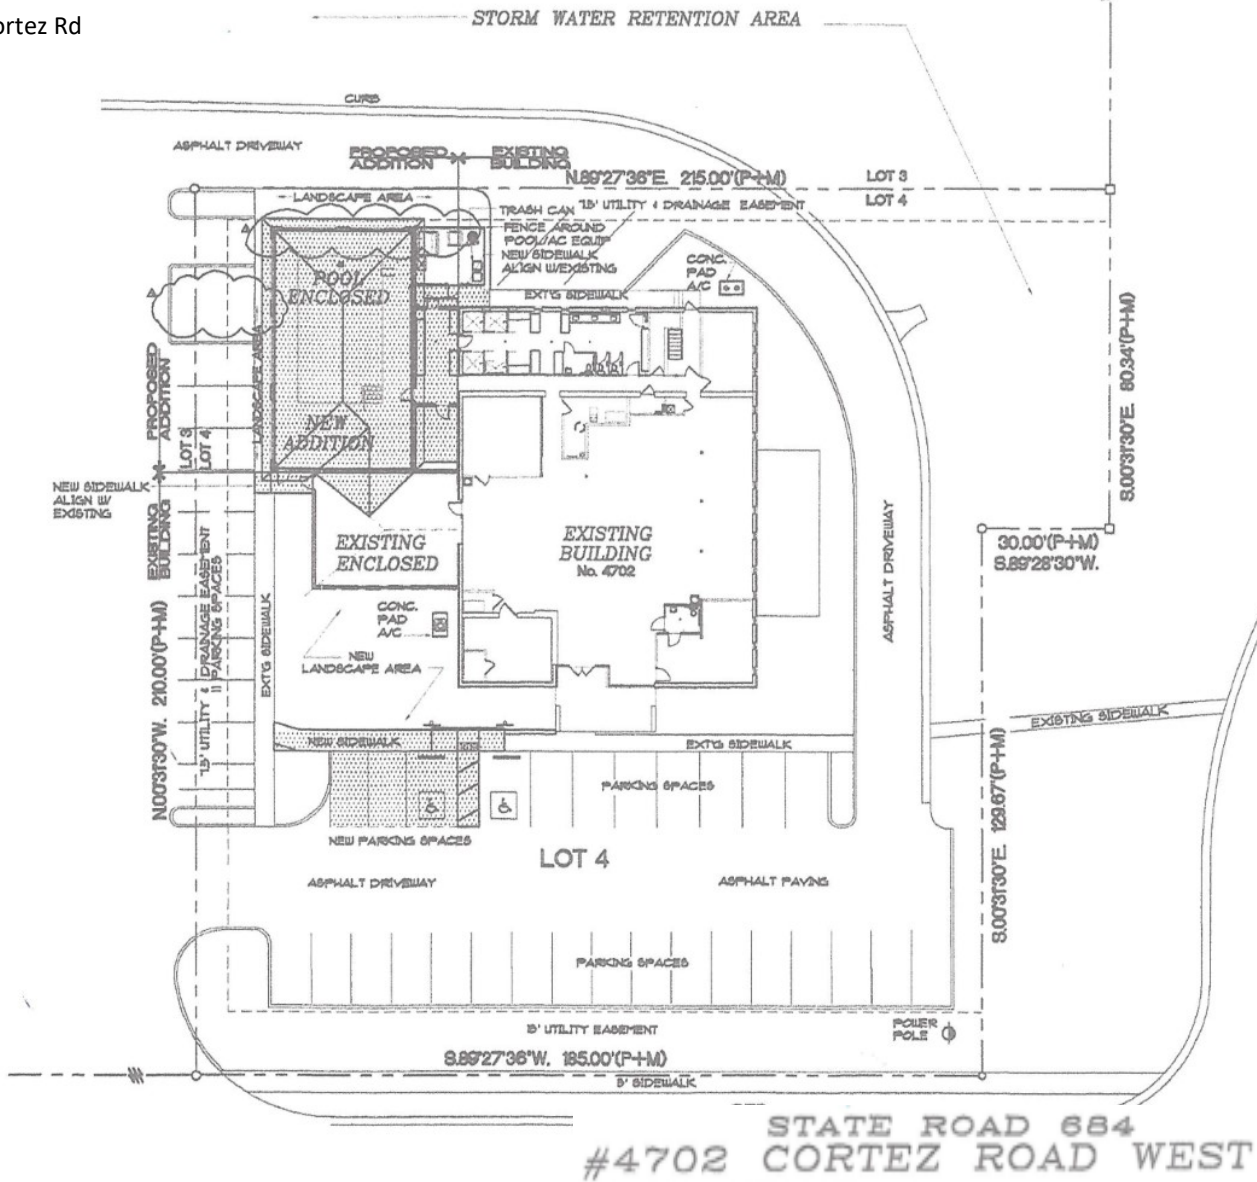 ortez Rd
STORM WATER RETENTION AREA
CURB
ASPHALT DRIVEWAY
PROPOSED
ADDITION
EXISTING
BUILDING
N.89°27'36"E. 215.00'(P+M)
LOT 3
LOT 4
LANDSCAPE AREA
7.5' UTILITY & DRAINAGE EASEMENT
TRASH CAN
FENCE AROUND
POOL/AC EQUIP
NEW SIDEWALK
ALIGN W/EXISTING
CONC.
PAD
A/C
EXT'G SIDEWALK
POOL
ENCLOSED
LANDSCAPE AREA
PROPOSED
ADDITION
LOT 3
LOT 4
NEW
ADDITION
S.00°31'30"E. 80.34'(P+M)
NEW SIDEWALK
ALIGN W/
EXISTING
EXISTING
BUILDING
EXISTING
ENCLOSED
EXISTING
BUILDING
No. 4702
30.00'(P+M)
S.89°28'30"W.
ASPHALT DRIVEWAY
N.00°31'30"W. 210.00'(P+M)
7.5' UTILITY & DRAINAGE EASEMENT
11 PARKING SPACES
EXT'G SIDEWALK
CONC.
PAD
A/C
NEW
LANDSCAPE AREA
EXISTING SIDEWALK
NEW SIDEWALK
EXT'G SIDEWALK
PARKING SPACES
S.00°31'30"E. 129.67'(P+M)
NEW PARKING SPACES
LOT 4
ASPHALT DRIVEWAY
ASPHALT PAVING
PARKING SPACES
15' UTILITY EASEMENT
POWER
POLE
S.89°27'36"W. 185.00'(P+M)
5' SIDEWALK
STATE ROAD 684
#4702 CORTEZ ROAD WEST